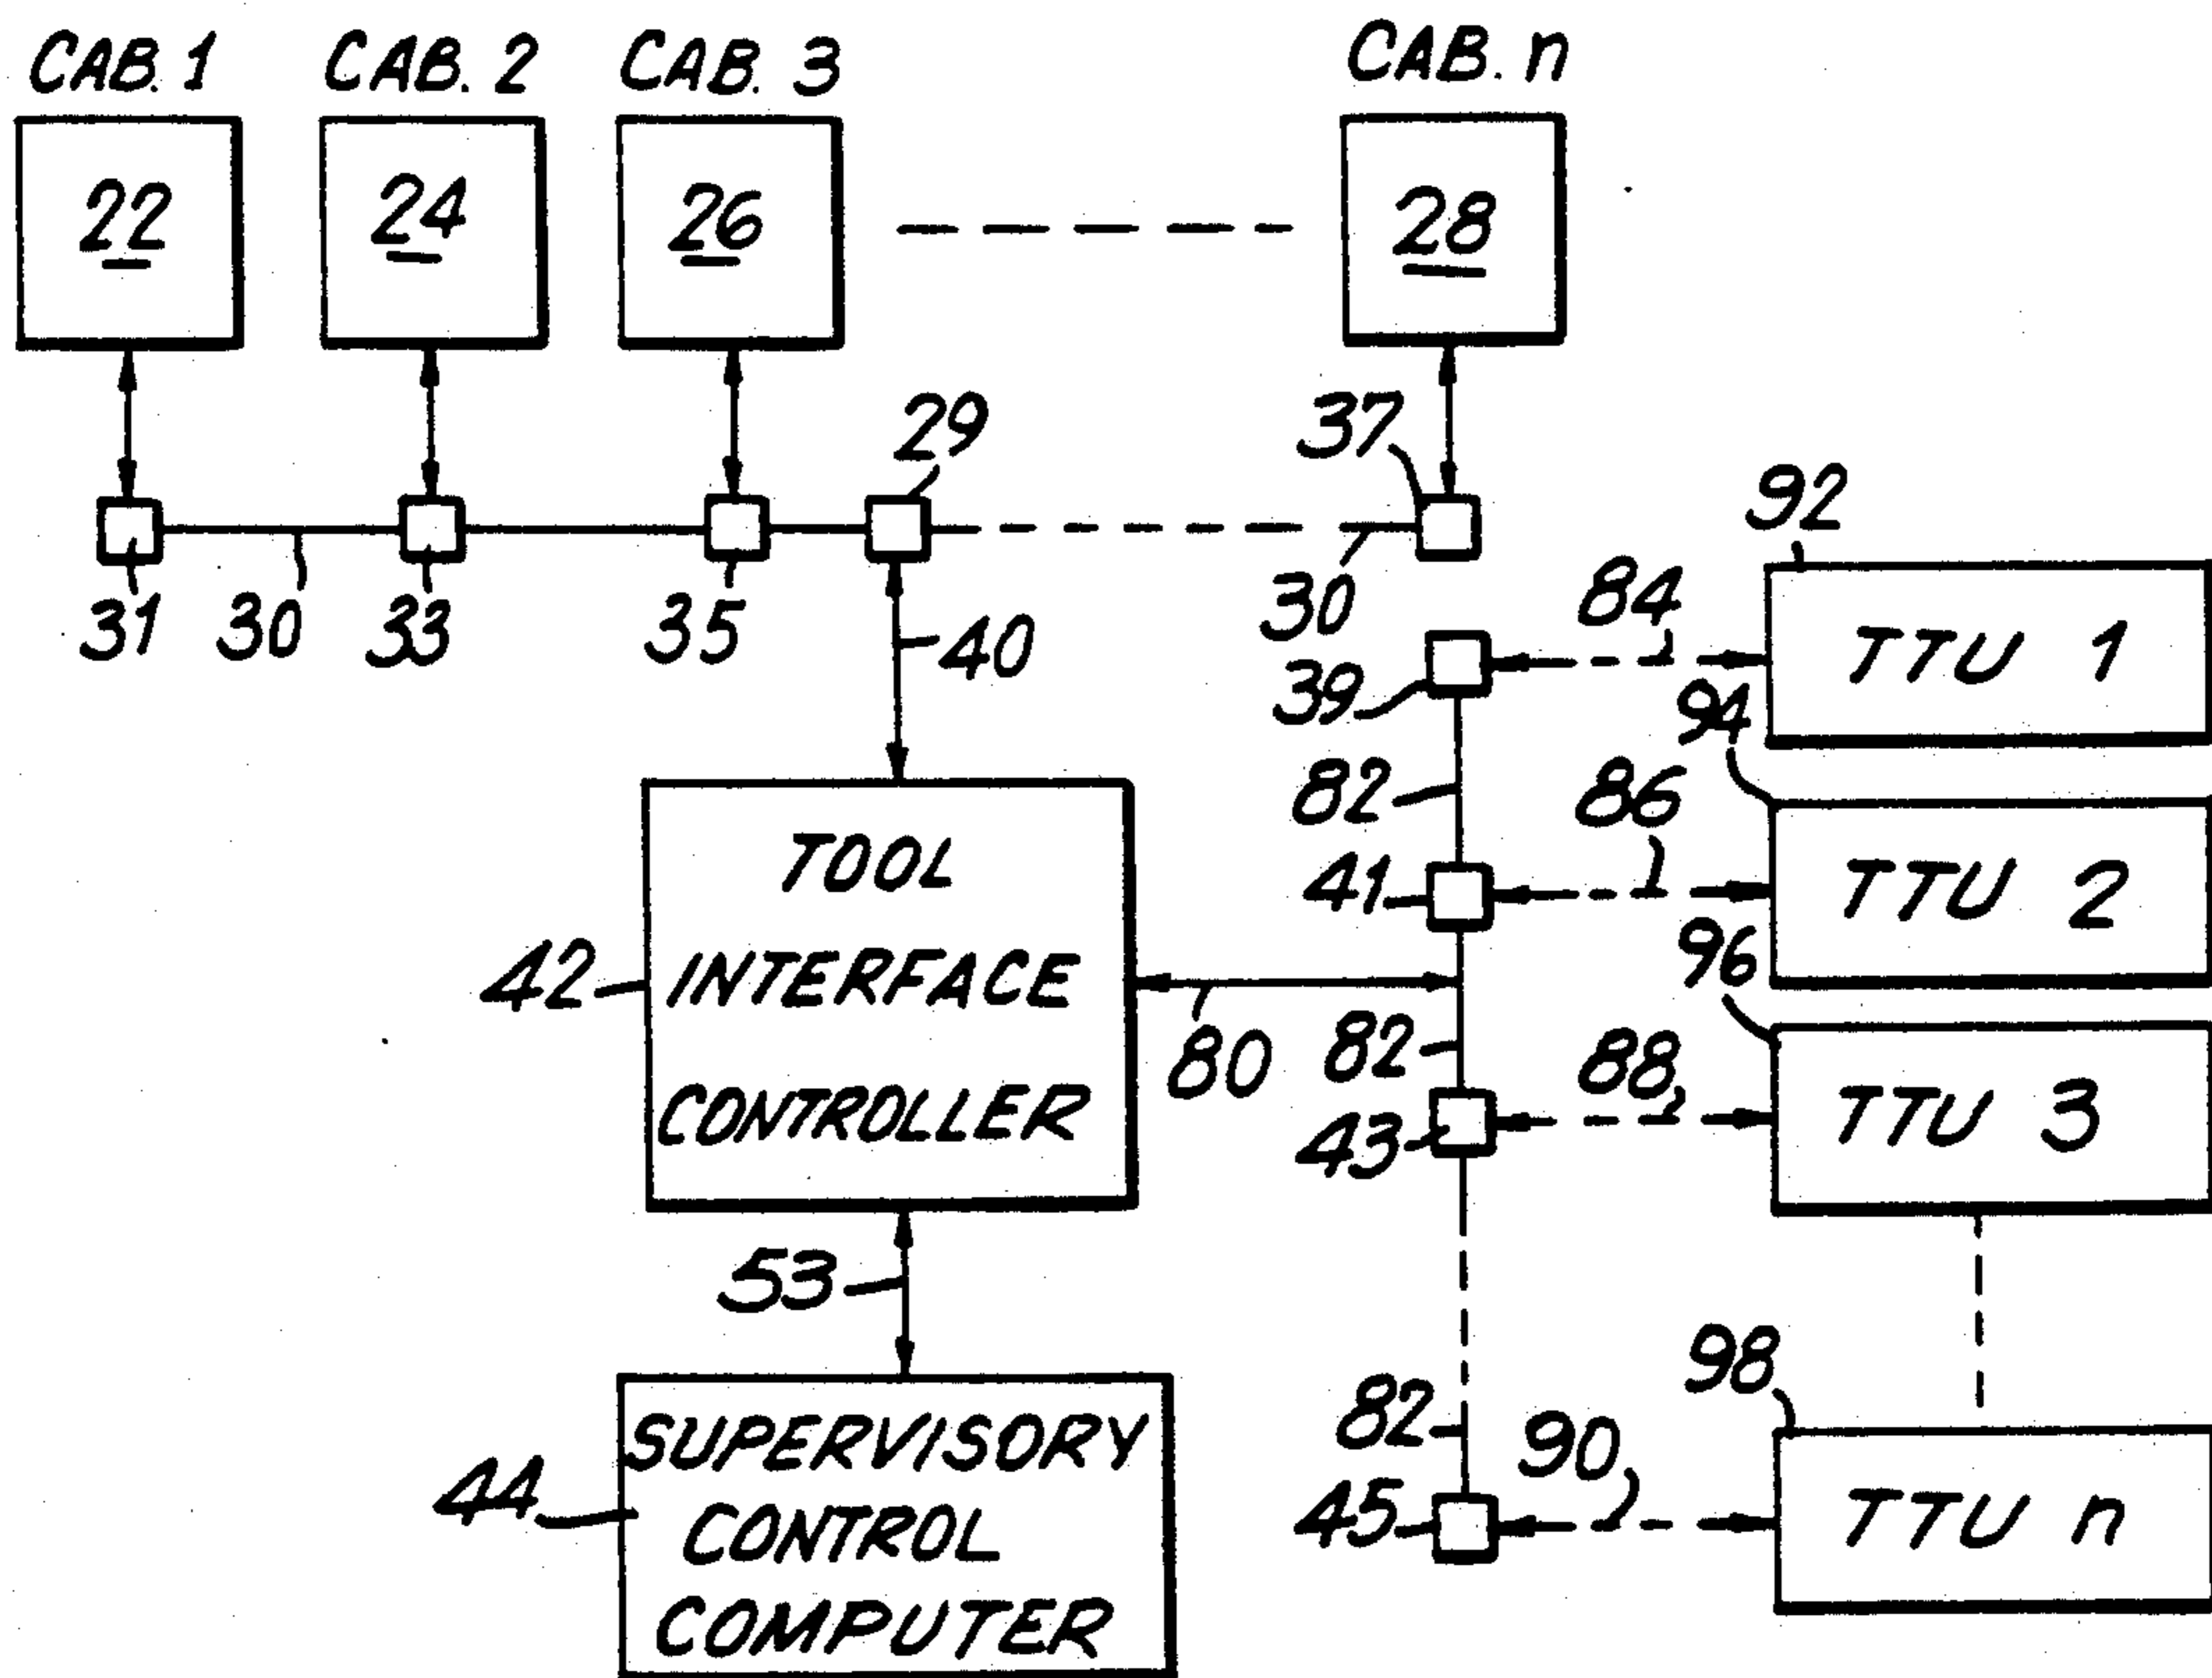 CAB. 1
CAB. 2
CAB. 3
CAB. n
22
24
26
28
29
37
31
30
33
35
40
30
39
92
84
TTU 1
94
82
86
41
TTU 2
TOOL
INTERFACE
CONTROLLER
42
80
82
96
88
43
TTU 3
53
98
82
90
45
TTU n
44
SUPERVISORY
CONTROL
COMPUTER